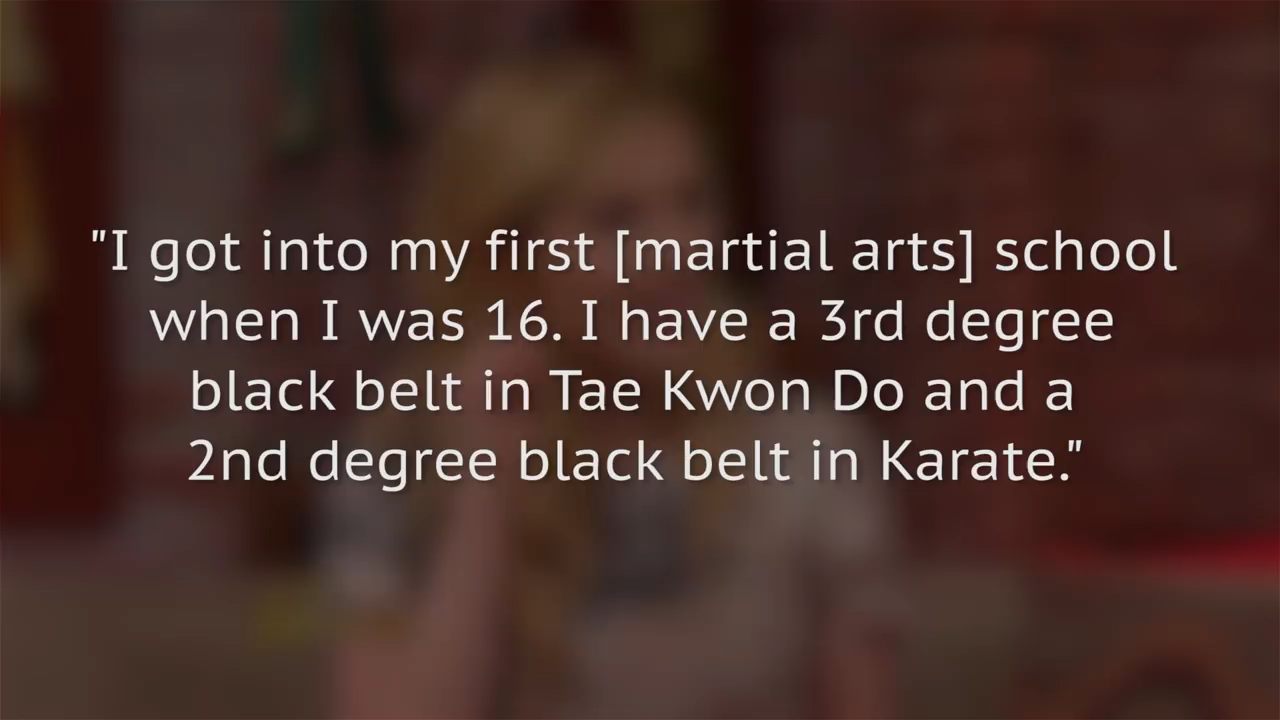 "I got into my first [martial arts] school
when I was 16. I have a 3rd degree
black belt in Tae Kwon Do and a
2nd degree black belt in Karate."